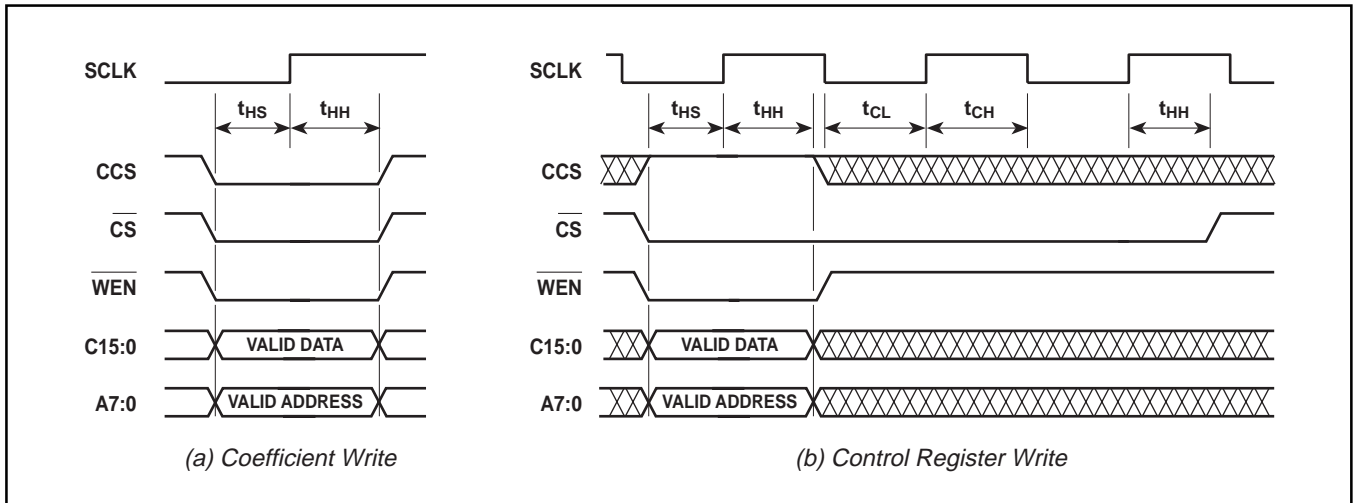 SCLK
tHS tHH
CCS
CS
WEN
C15:0 VALID DATA
A7:0 VALID ADDRESS
(a) Coefficient Write
SCLK
tHS tHH tCL tCH tHH
CCS
CS
WEN
C15:0 VALID DATA
A7:0 VALID ADDRESS
(b) Control Register Write